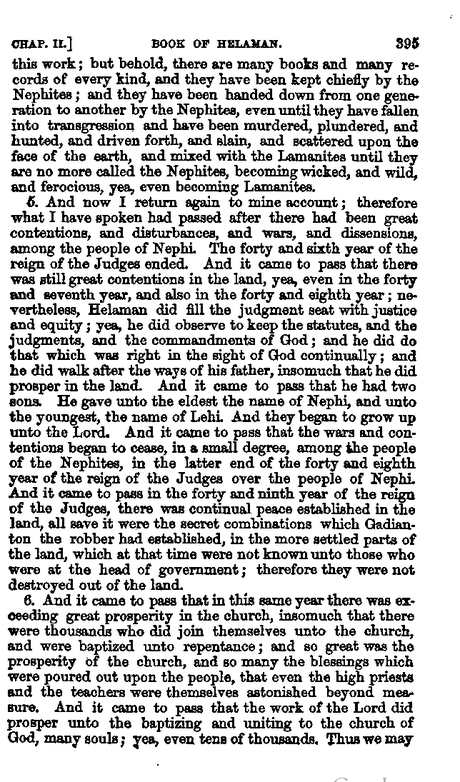 CHAP. II.] BOOK OF HELAMAN. 395
this work; but behold, there are many books and many re-
cords of every kind, and they have been kept chiefly by the
Nephites; and they have been handed down from one gene-
ration to another by the Nephites, even until they have fallen
into transgression and have been murdered, plundered, and
hunted, and driven forth, and slain, and scattered upon the
face of the earth, and mixed with the Lamanites until they
are no more called the Nephites, becoming wicked, and wild,
and ferocious, yea, even becoming Lamanites.
5. And now I return again to mine account; therefore
what I have spoken had passed after there had been great
contentions, and disturbances, and wars, and dissensions,
among the people of Nephi. The forty and sixth year of the
reign of the Judges ended. And it came to pass that there
was still great contentions in the land, yea, even in the forty
and seventh year, and also in the forty and eighth year; ne-
vertheless, Helaman did fill the judgment seat with justice
and equity; yea, he did observe to keep the statutes, and the
judgments, and the commandments of God; and he did do
that which was right in the sight of God continually; and
he did walk after the ways of his father, insomuch that he did
prosper in the land. And it came to pass that he had two
sons. He gave unto the eldest the name of Nephi, and unto
the youngest, the name of Lehi. And they began to grow up
unto the Lord. And it came to pass that the wars and con-
tentions began to cease, in a small degree, among the people
of the Nephites, in the latter end of the forty and eighth
year of the reign of the Judges over the people of Nephi.
And it came to pass in the forty and ninth year of the reign
of the Judges, there was continual peace established in the
land, all save it were the secret combinations which Gadian-
ton the robber had established, in the more settled parts of
the land, which at that time were not known unto those who
were at the head of government; therefore they were not
destroyed out of the land.
6. And it came to pass that in this same year there was ex-
ceeding great prosperity in the church, insomuch that there
were thousands who did join themselves unto the church,
and were baptized unto repentance; and so great was the
prosperity of the church, and so many the blessings which
were poured out upon the people, that even the high priests
and the teachers were themselves astonished beyond mea-
sure. And it came to pass that the work of the Lord did
prosper unto the baptizing and uniting to the church of
God, many souls; yea, even tens of thousands. Thus we may